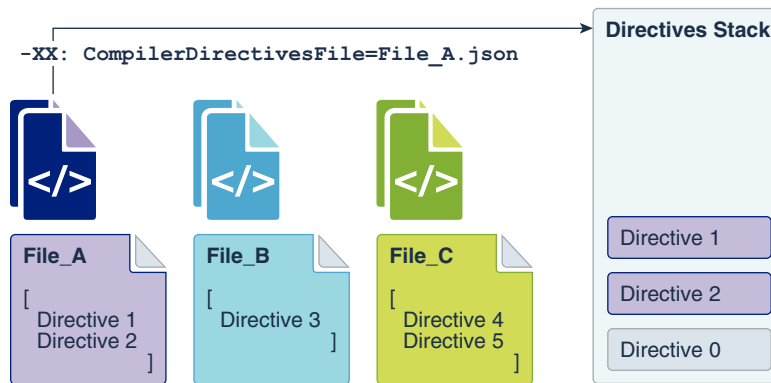 Directives Stack
-XX: CompilerDirectivesFile=File_A.json
</>
</>
</>
File_A
[
Directive 1
Directive 2
]
File_B
[
Directive 3
]
File_C
[
Directive 4
Directive 5
]
Directive 1
Directive 2
Directive 0